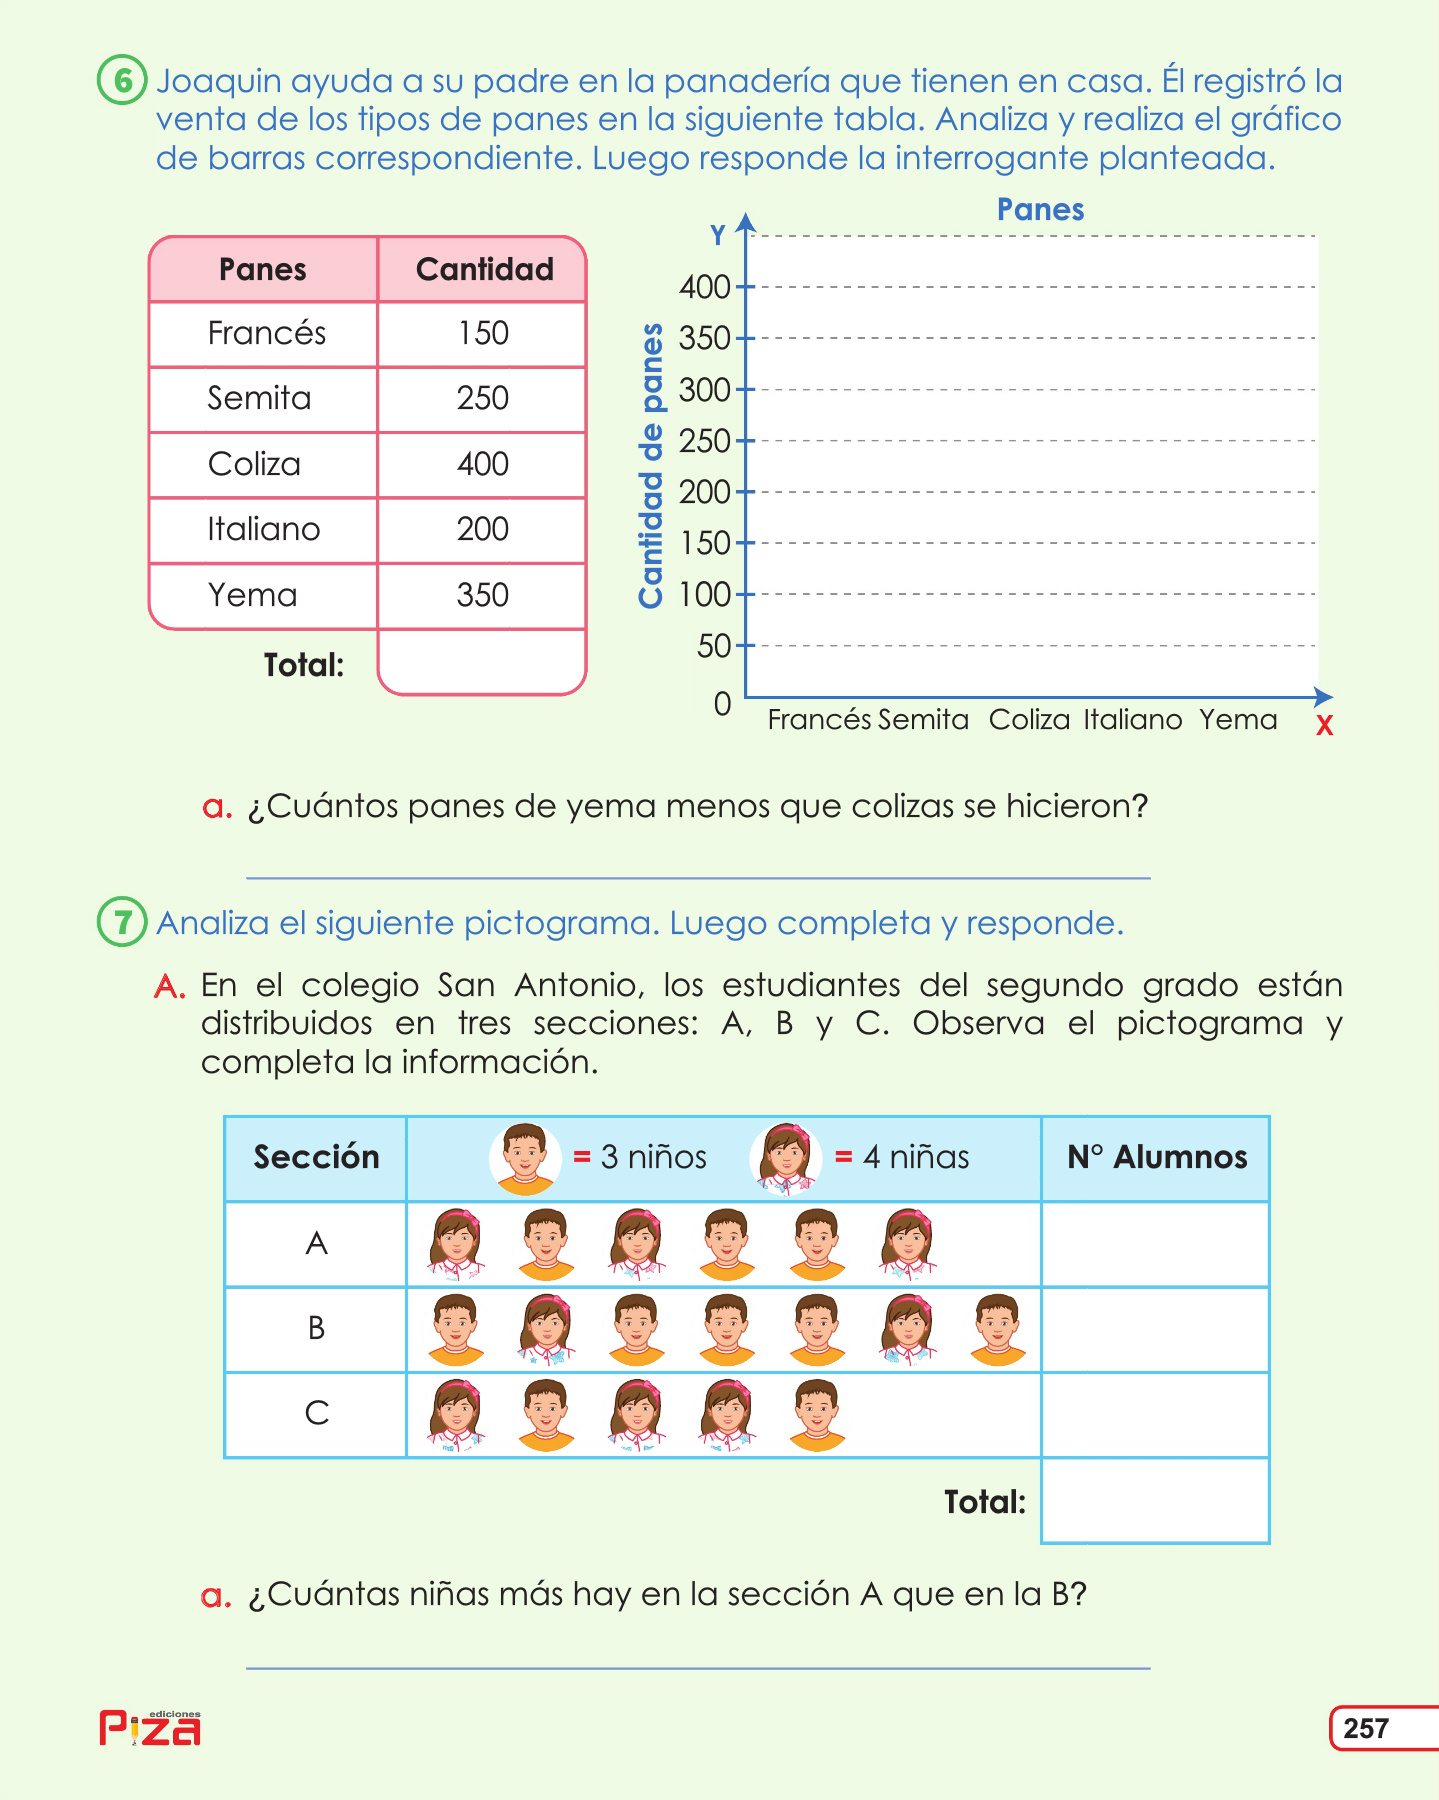 6 Joaquin ayuda a su padre en la panadería que tienen en casa. Él registró la
venta de los tipos de panes en la siguiente tabla. Analiza y realiza el gráfico
de barras correspondiente. Luego responde la interrogante planteada.
Panes Cantidad
Francés 150
Semita 250
Coliza 400
Italiano 200
Yema 350
Total:
Panes
Y
Cantidad de panes
400
350
300
250
200
150
100
50
0
Francés Semita Coliza Italiano Yema
X
a. ¿Cuántos panes de yema menos que colizas se hicieron?
7 Analiza el siguiente pictograma. Luego completa y responde.
A. En el colegio San Antonio, los estudiantes del segundo grado están
distribuidos en tres secciones: A, B y C. Observa el pictograma y
completa la información.
Sección = 3 niños = 4 niñas N° Alumnos
A
B
C
Total:
a. ¿Cuántas niñas más hay en la sección A que en la B?
ediciones
Piza
257